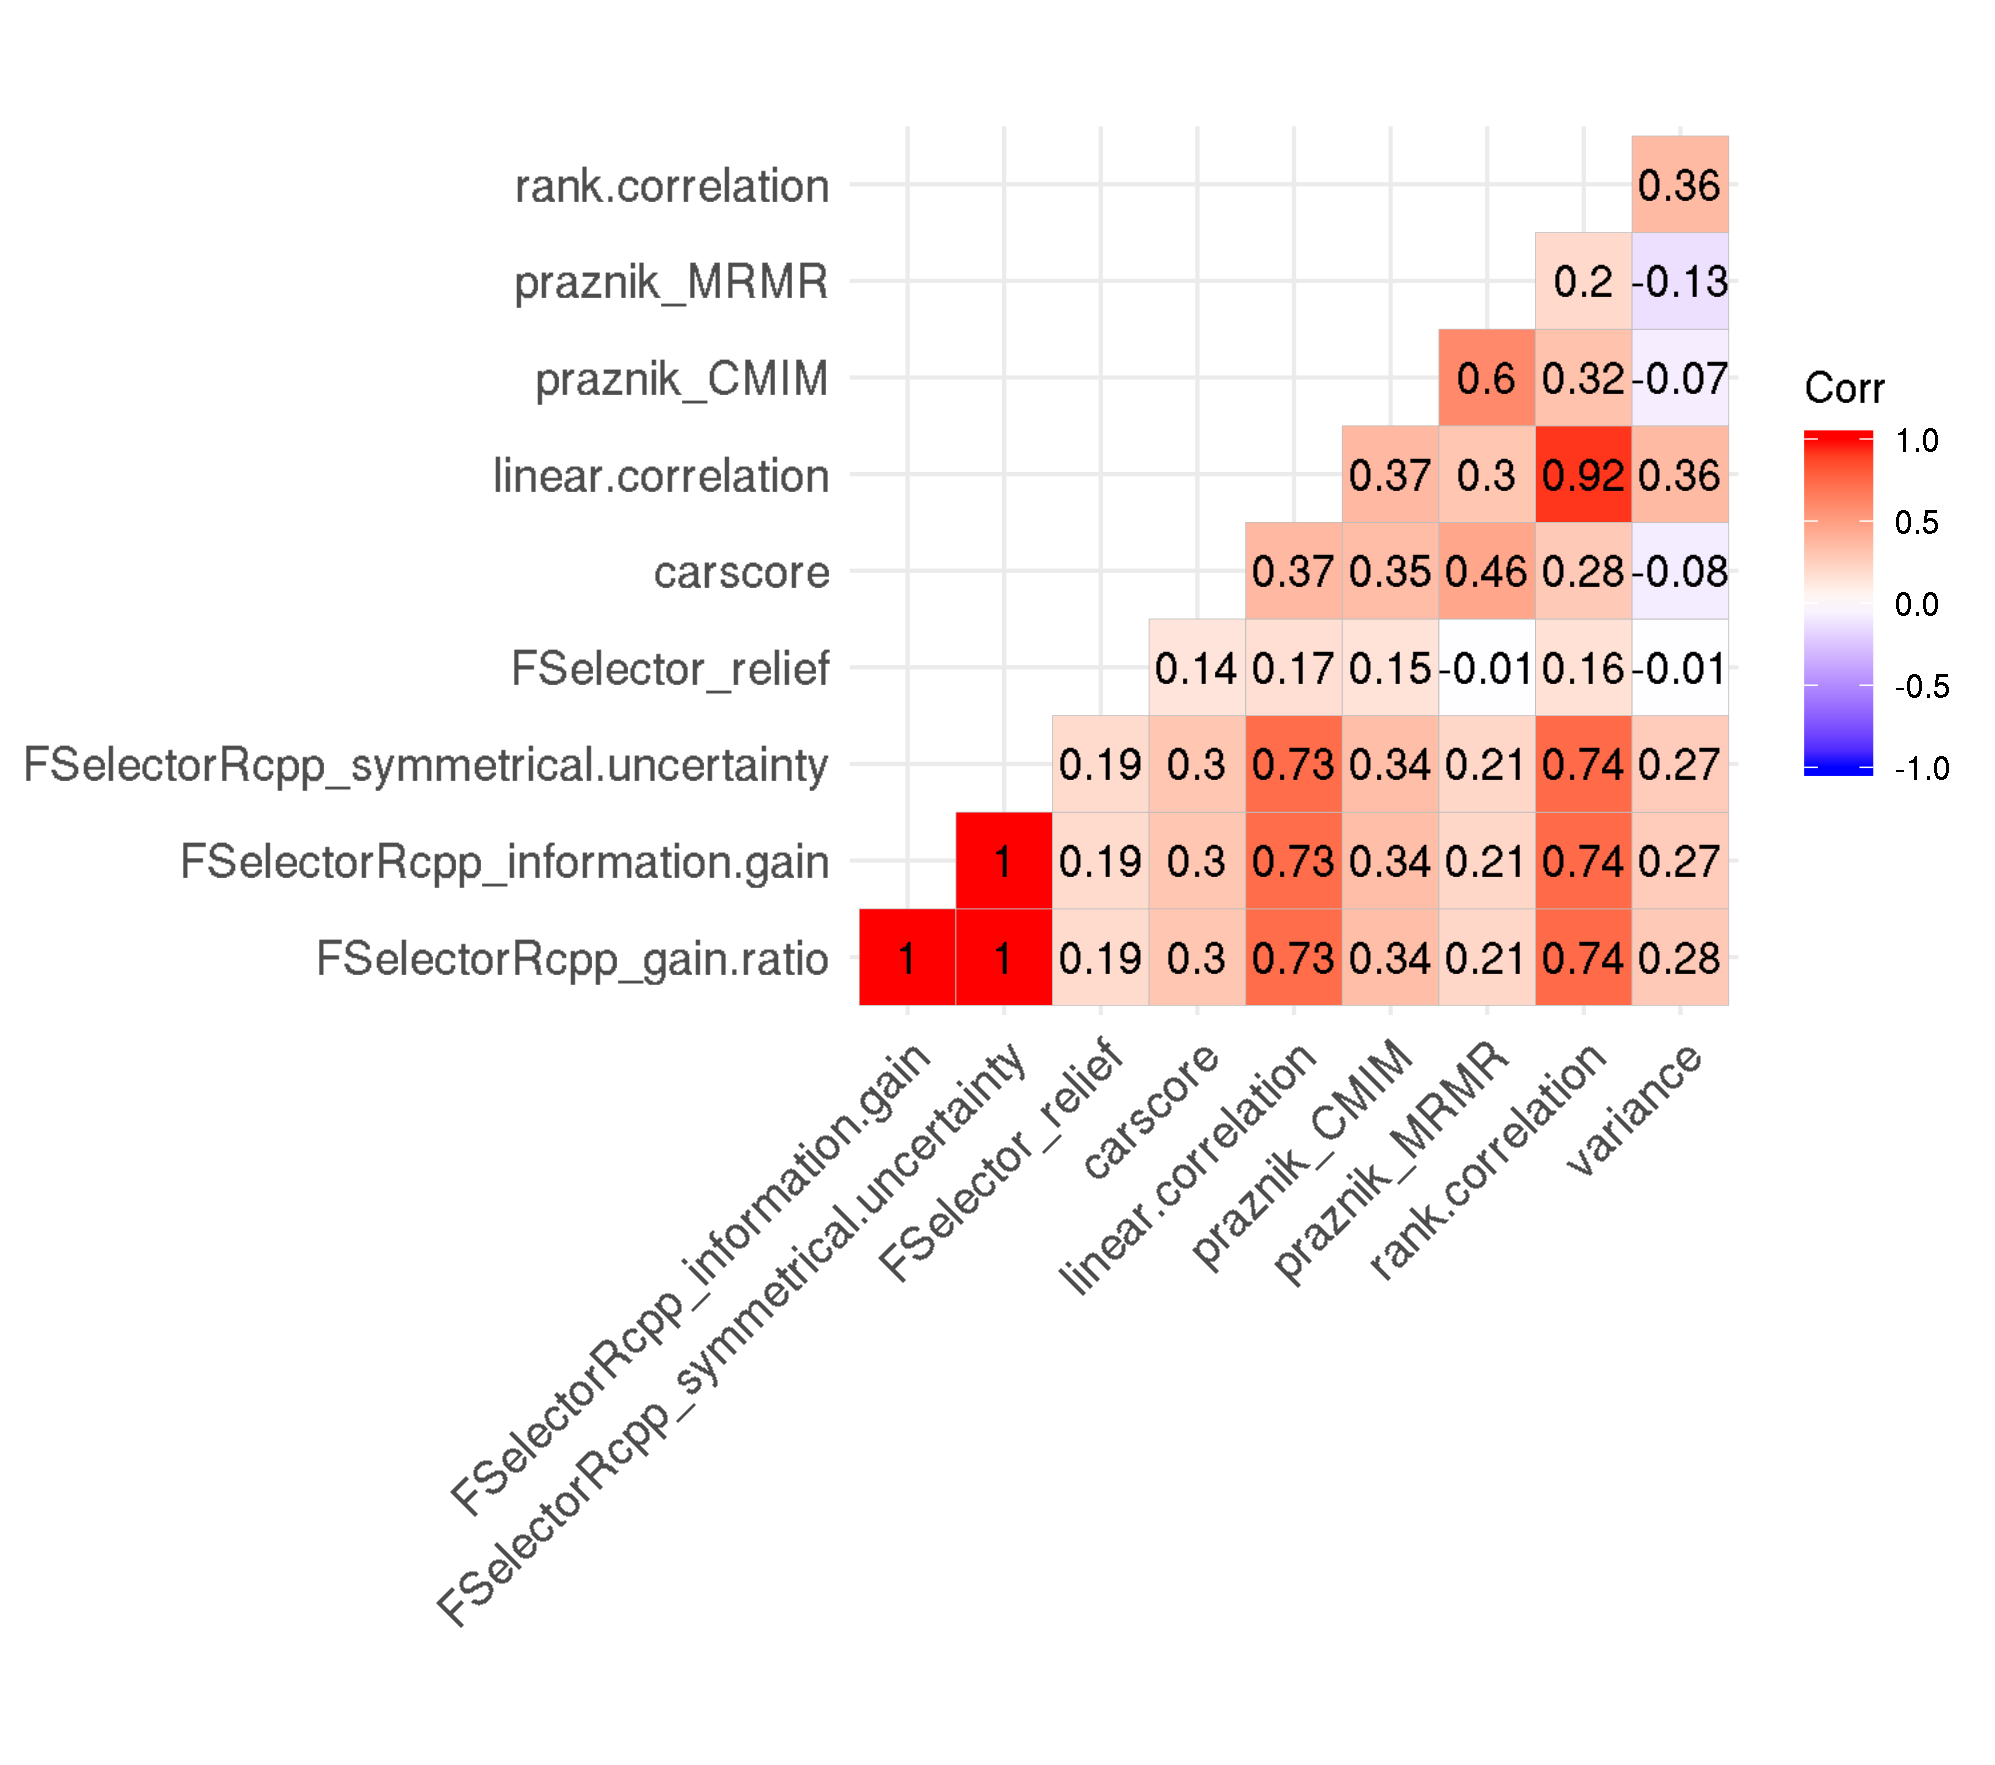 rank.correlation 0.36
praznik_MRMR 0.2 -0.13
praznik_CMIM 0.6 0.32 -0.07
linear.correlation 0.37 0.3 0.92 0.36
carscore 0.37 0.35 0.46 0.28 -0.08
FSelector_relief 0.14 0.17 0.15 -0.01 0.16 -0.01
FSelectorRcpp_symmetrical.uncertainty 0.19 0.3 0.73 0.34 0.21 0.74 0.27
FSelectorRcpp_information.gain 1 0.19 0.3 0.73 0.34 0.21 0.74 0.27
FSelectorRcpp_gain.ratio 1 1 0.19 0.3 0.73 0.34 0.21 0.74 0.28
FSelectorRcpp_information.gain
FSelectorRcpp_symmetrical.uncertainty
FSelector_relief
carscore
linear.correlation
praznik_CMIM
praznik_MRMR
rank.correlation
variance
Corr
1.0
0.5
0.0
-0.5
-1.0